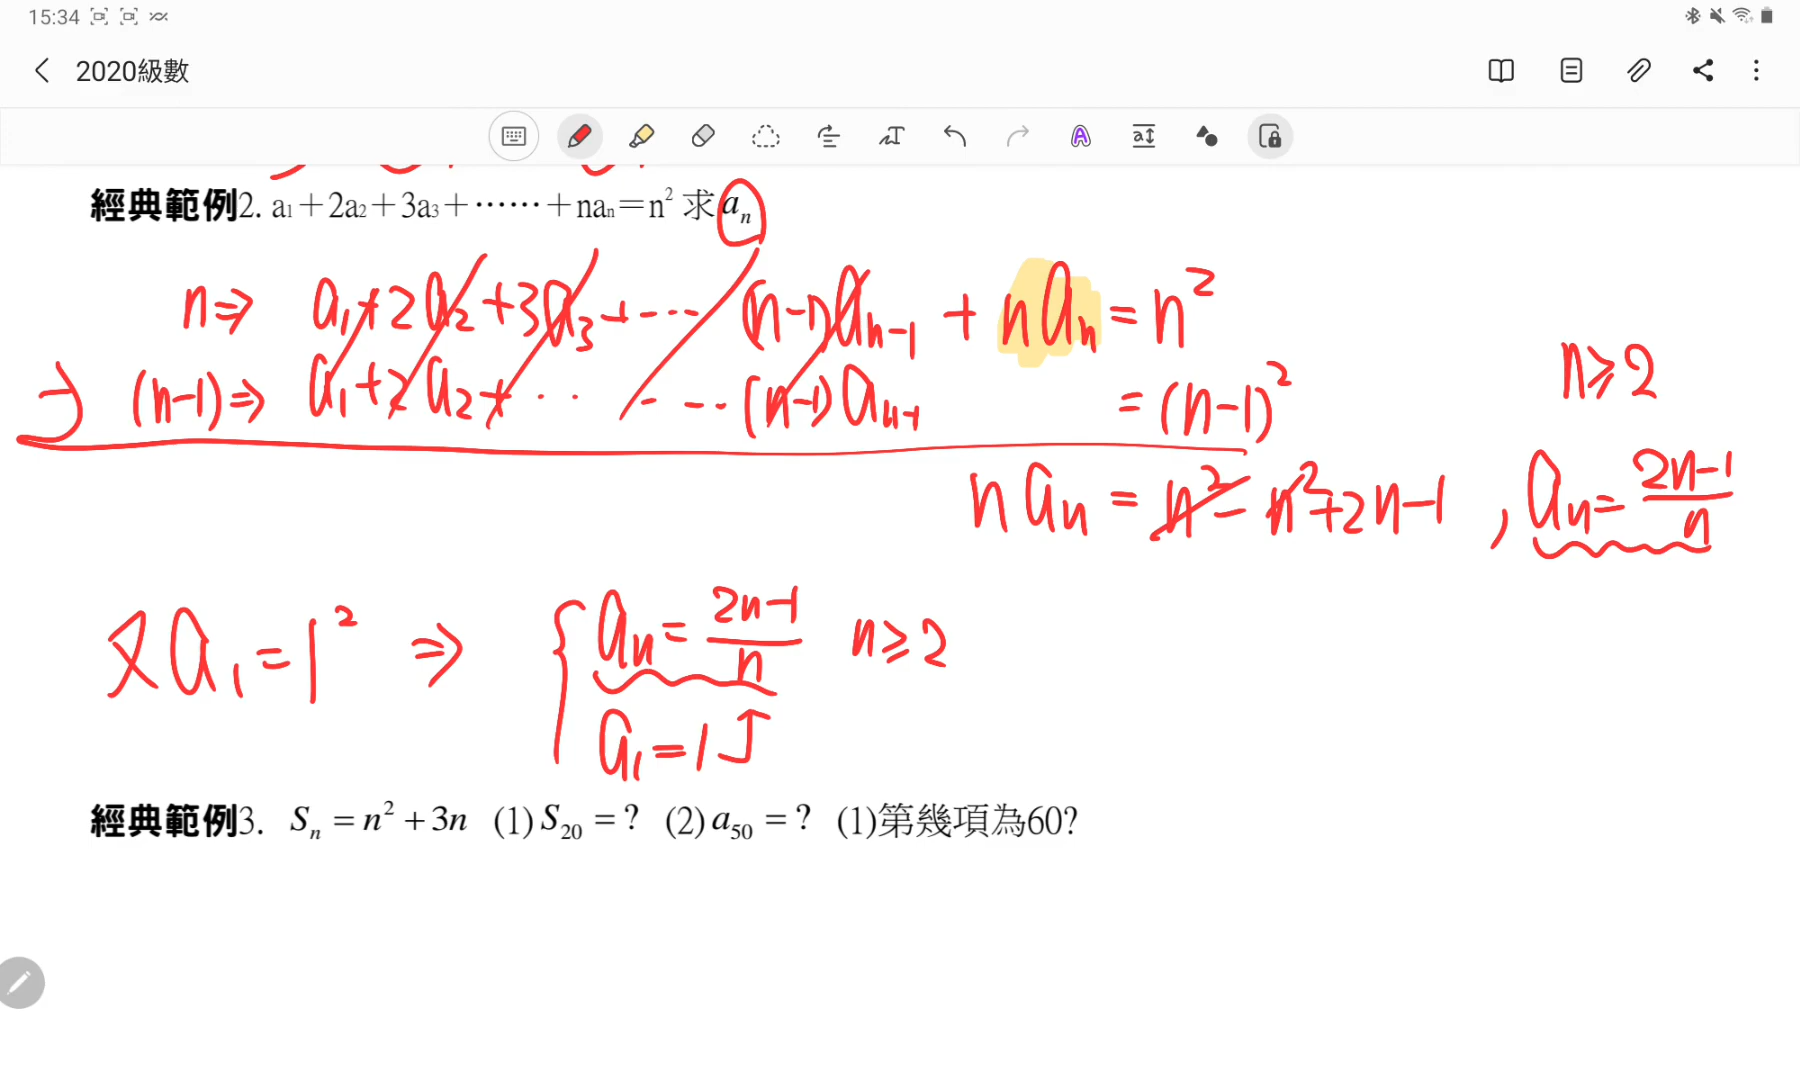 15:34
2020級數
經典範例2. a₁＋2a₂＋3a₃＋⋯⋯＋naₙ＝n² 求 aₙ
n⇒ a₁+2a₂+3a₃+--- (n-1)aₙ₋₁ + naₙ = n²
-) (n-1)⇒ a₁+2a₂+ ·· - --- (n-1)aₙ₋₁ = (n-1)²
n≥2
naₙ = n² - n²+2n-1 , aₙ = (2n-1)/n
又a₁=1² ⇒ { aₙ = (2n-1)/n n≥2
a₁=1
經典範例3. Sₙ = n² + 3n (1) S₂₀ = ? (2) a₅₀ = ? (1)第幾項為60?